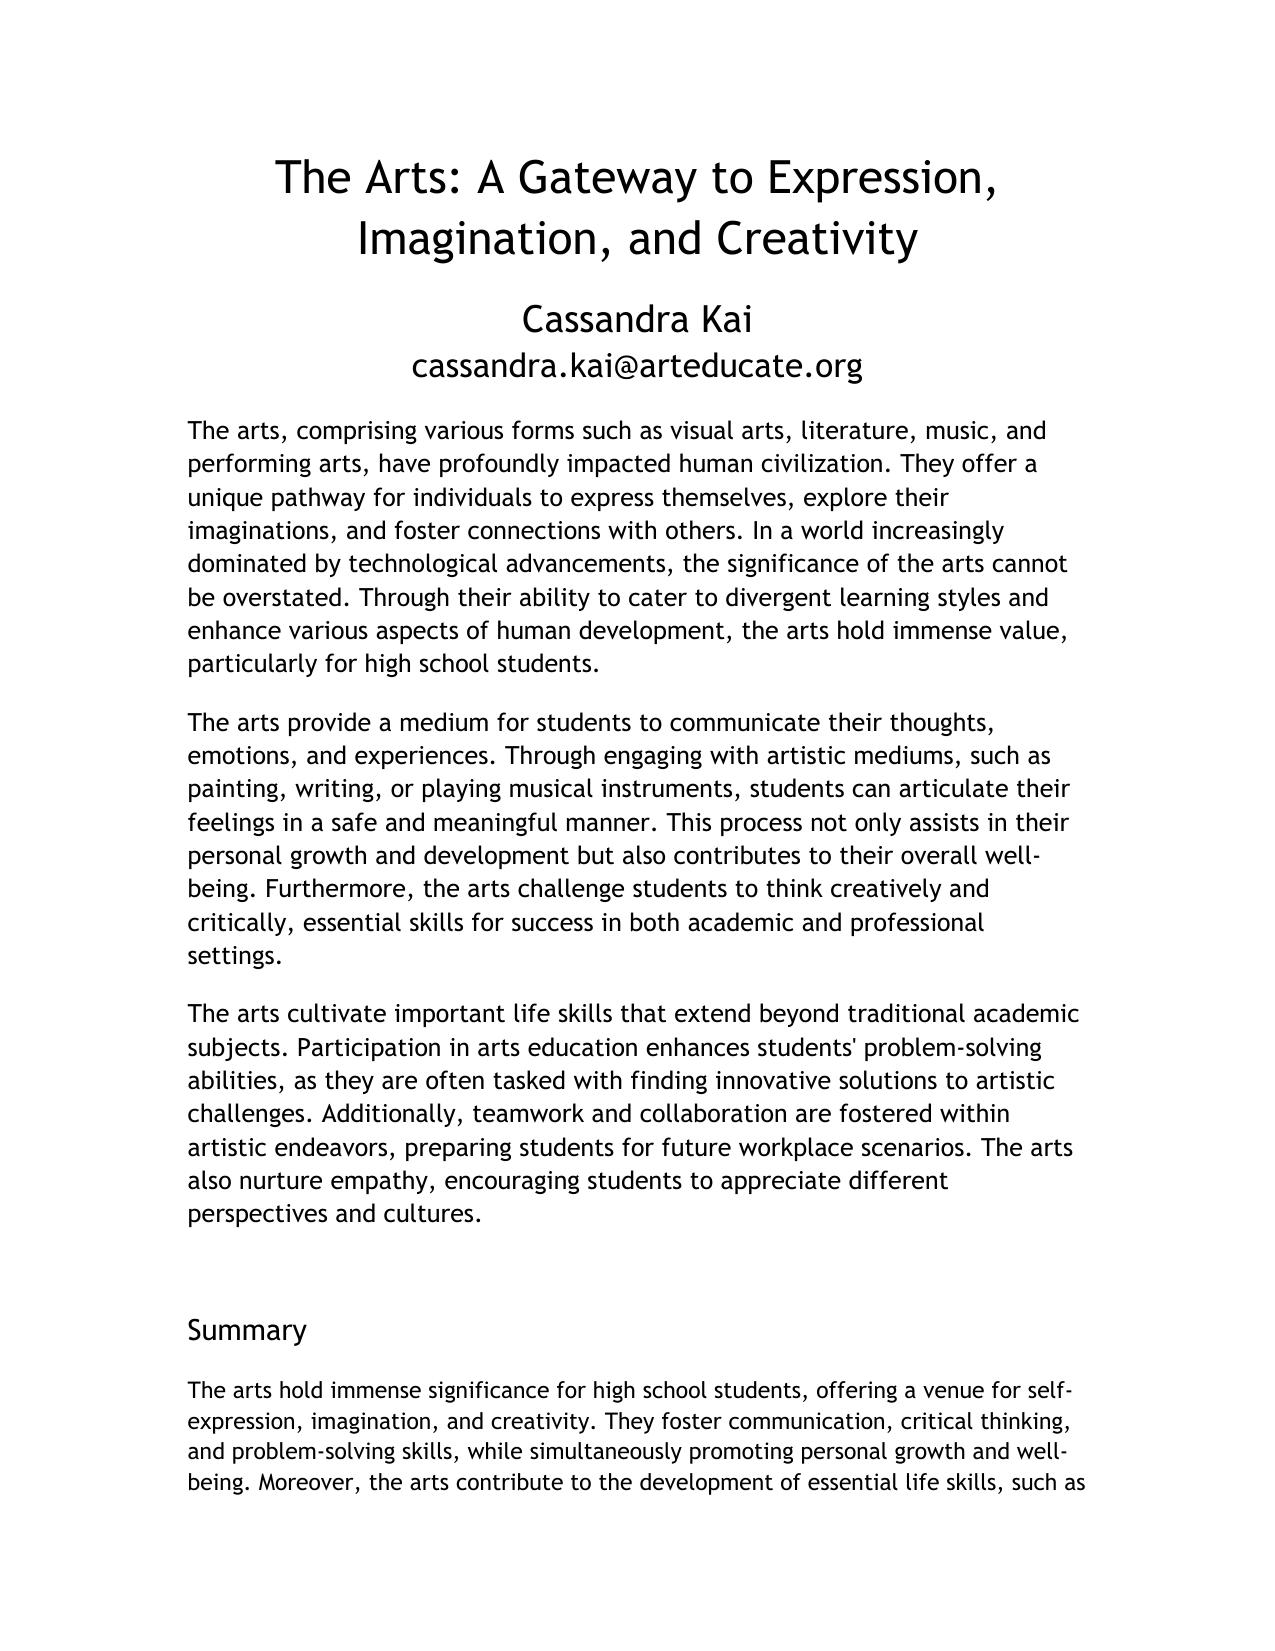 The Arts: A Gateway to Expression,
Imagination, and Creativity
Cassandra Kai
cassandra.kai@arteducate.org
The arts, comprising various forms such as visual arts, literature, music, and
performing arts, have profoundly impacted human civilization. They offer a
unique pathway for individuals to express themselves, explore their
imaginations, and foster connections with others. In a world increasingly
dominated by technological advancements, the significance of the arts cannot
be overstated. Through their ability to cater to divergent learning styles and
enhance various aspects of human development, the arts hold immense value,
particularly for high school students.
The arts provide a medium for students to communicate their thoughts,
emotions, and experiences. Through engaging with artistic mediums, such as
painting, writing, or playing musical instruments, students can articulate their
feelings in a safe and meaningful manner. This process not only assists in their
personal growth and development but also contributes to their overall well-
being. Furthermore, the arts challenge students to think creatively and
critically, essential skills for success in both academic and professional
settings.
The arts cultivate important life skills that extend beyond traditional academic
subjects. Participation in arts education enhances students' problem-solving
abilities, as they are often tasked with finding innovative solutions to artistic
challenges. Additionally, teamwork and collaboration are fostered within
artistic endeavors, preparing students for future workplace scenarios. The arts
also nurture empathy, encouraging students to appreciate different
perspectives and cultures.
Summary
The arts hold immense significance for high school students, offering a venue for self-
expression, imagination, and creativity. They foster communication, critical thinking,
and problem-solving skills, while simultaneously promoting personal growth and well-
being. Moreover, the arts contribute to the development of essential life skills, such as